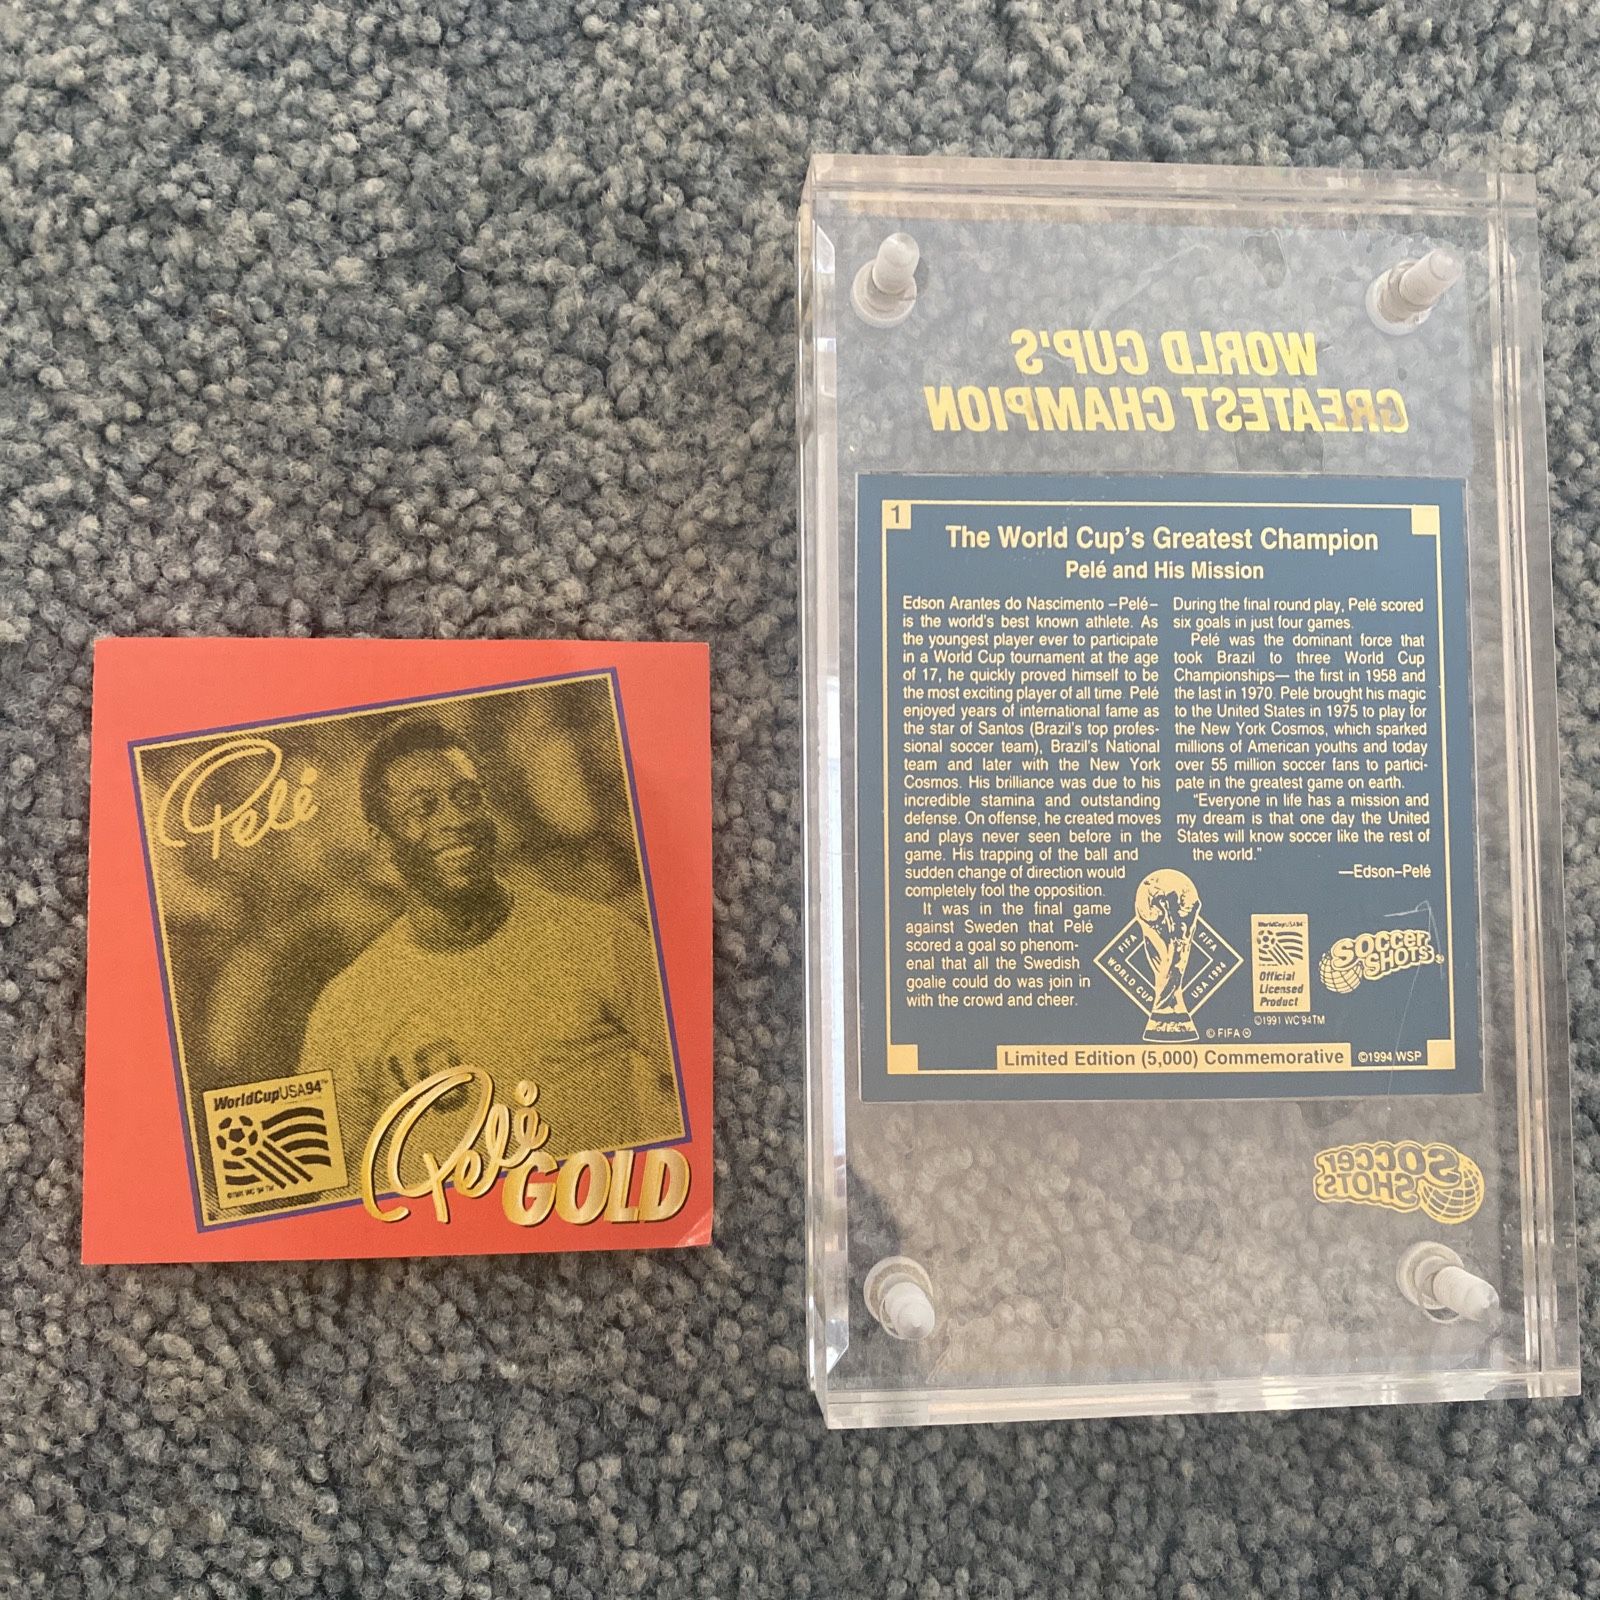 Pelé
WorldCupUSA94™
©1991 WC '94 TM
Pelé
GOLD
WORLD CUP'S
GREATEST CHAMPION
1
The World Cup's Greatest Champion
Pelé and His Mission
Edson Arantes do Nascimento –Pelé–
is the world's best known athlete. As
the youngest player ever to participate
in a World Cup tournament at the age
of 17, he quickly proved himself to be
the most exciting player of all time. Pelé
enjoyed years of international fame as
the star of Santos (Brazil's top profes-
sional soccer team), Brazil's National
team and later with the New York
Cosmos. His brilliance was due to his
incredible stamina and outstanding
defense. On offense, he created moves
and plays never seen before in the
game. His trapping of the ball and
sudden change of direction would
completely fool the opposition.
It was in the final game
against Sweden that Pelé
scored a goal so phenom-
enal that all the Swedish
goalie could do was join in
with the crowd and cheer.
During the final round play, Pelé scored
six goals in just four games.
Pelé was the dominant force that
took Brazil to three World Cup
Championships— the first in 1958 and
the last in 1970. Pelé brought his magic
to the United States in 1975 to play for
the New York Cosmos, which sparked
millions of American youths and today
over 55 million soccer fans to partici-
pate in the greatest game on earth.
"Everyone in life has a mission and
my dream is that one day the United
States will know soccer like the rest of
the world."
—Edson–Pelé
FIFA
WORLD CUP
FIFA
USA 1994
© FIFA
WorldCupUSA94
Official
Licensed
Product
©1991 WC'94TM
SOCCER
SHOTS®
Limited Edition (5,000) Commemorative
©1994 WSP
SOCCER
SHOTS